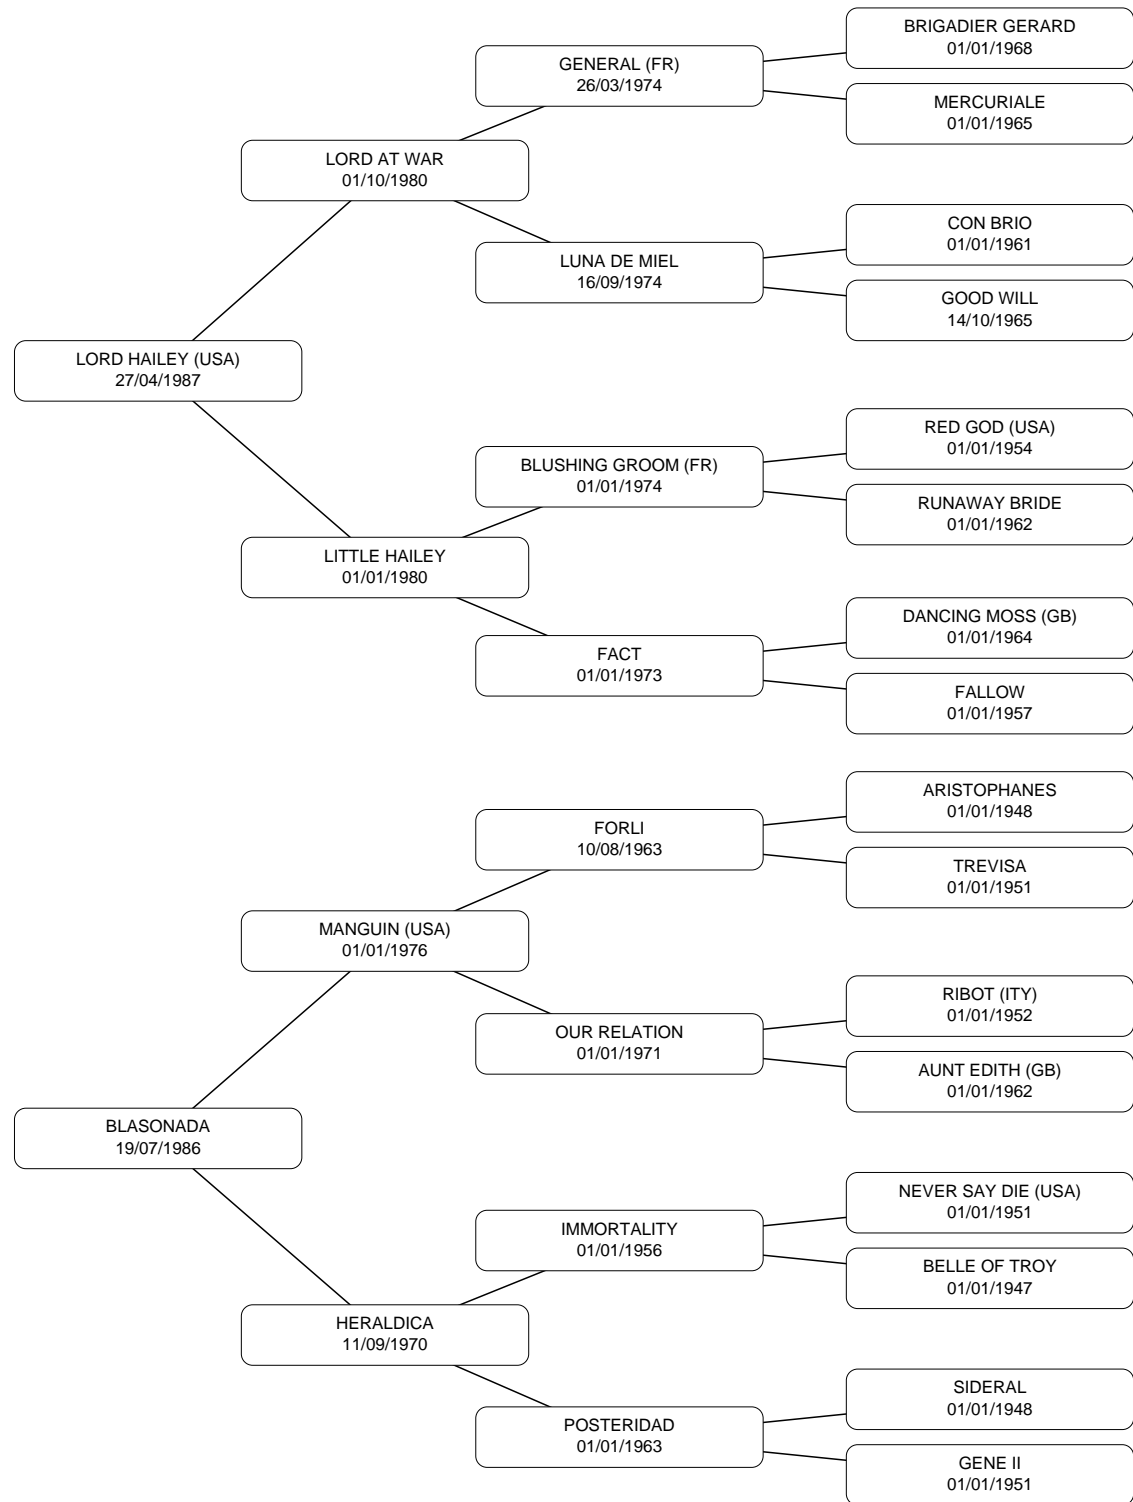 BRIGADIER GERARD
01/01/1968
GENERAL (FR)
26/03/1974
MERCURIALE
01/01/1965
LORD AT WAR
01/10/1980
CON BRIO
01/01/1961
LUNA DE MIEL
16/09/1974
GOOD WILL
14/10/1965
LORD HAILEY (USA)
27/04/1987
RED GOD (USA)
01/01/1954
BLUSHING GROOM (FR)
01/01/1974
RUNAWAY BRIDE
01/01/1962
LITTLE HAILEY
01/01/1980
DANCING MOSS (GB)
01/01/1964
FACT
01/01/1973
FALLOW
01/01/1957
ARISTOPHANES
01/01/1948
FORLI
10/08/1963
TREVISA
01/01/1951
MANGUIN (USA)
01/01/1976
RIBOT (ITY)
01/01/1952
OUR RELATION
01/01/1971
AUNT EDITH (GB)
01/01/1962
BLASONADA
19/07/1986
NEVER SAY DIE (USA)
01/01/1951
IMMORTALITY
01/01/1956
BELLE OF TROY
01/01/1947
HERALDICA
11/09/1970
SIDERAL
01/01/1948
POSTERIDAD
01/01/1963
GENE II
01/01/1951